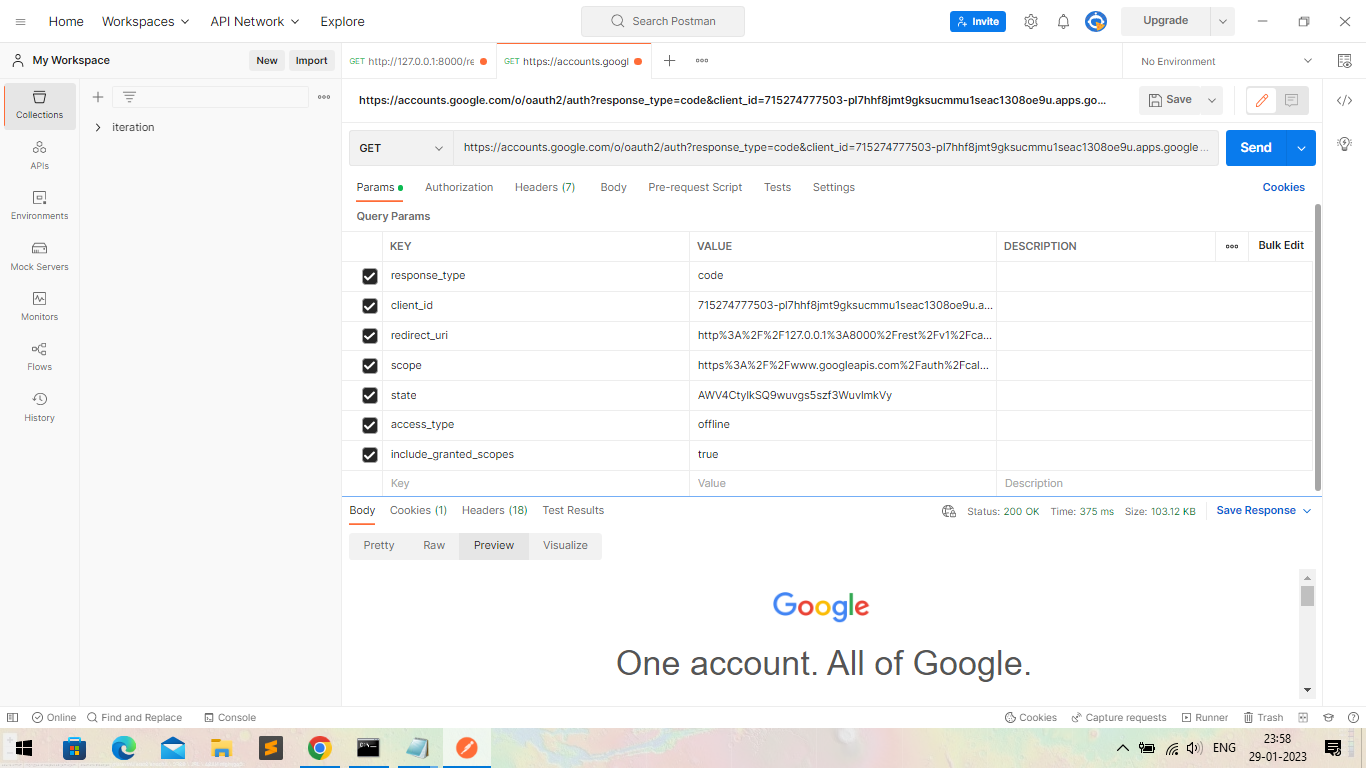 Home Workspaces API Network Explore Search Postman Invite Upgrade
My Workspace New Import GET http://127.0.0.1:8000/re GET https://accounts.googl No Environment
Collections
APIs
Environments
Mock Servers
Monitors
Flows
History
iteration
https://accounts.google.com/o/oauth2/auth?response_type=code&client_id=715274777503-pl7hhf8jmt9gksucmmu1seac1308oe9u.apps.go... Save
GET https://accounts.google.com/o/oauth2/auth?response_type=code&client_id=715274777503-pl7hhf8jmt9gksucmmu1seac1308oe9u.apps.google... Send
Params Authorization Headers (7) Body Pre-request Script Tests Settings Cookies
Query Params
KEY VALUE DESCRIPTION Bulk Edit
response_type code
client_id 715274777503-pl7hhf8jmt9gksucmmu1seac1308oe9u.a...
redirect_uri http%3A%2F%2F127.0.0.1%3A8000%2Frest%2Fv1%2Fca...
scope https%3A%2F%2Fwww.googleapis.com%2Fauth%2Fcal...
state AWV4CtyIkSQ9wuvgs5szf3WuvlmkVy
access_type offline
include_granted_scopes true
Key Value Description
Body Cookies (1) Headers (18) Test Results Status: 200 OK Time: 375 ms Size: 103.12 KB Save Response
Pretty Raw Preview Visualize
Google
One account. All of Google.
Online Find and Replace Console Cookies Capture requests Runner Trash
ENG 23:58
29-01-2023